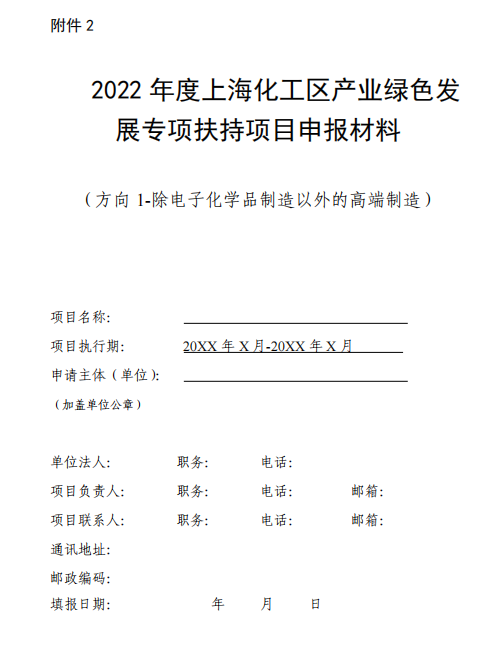 附件 2
2022 年度上海化工区产业绿色发
展专项扶持项目申报材料
（方向 1-除电子化学品制造以外的高端制造）
项目名称：
项目执行期： 20XX 年 X 月-20XX 年 X 月
申请主体（单位）：
（加盖单位公章）
单位法人： 职务： 电话：
项目负责人： 职务： 电话： 邮箱：
项目联系人： 职务： 电话： 邮箱：
通讯地址：
邮政编码：
填报日期： 年 月 日